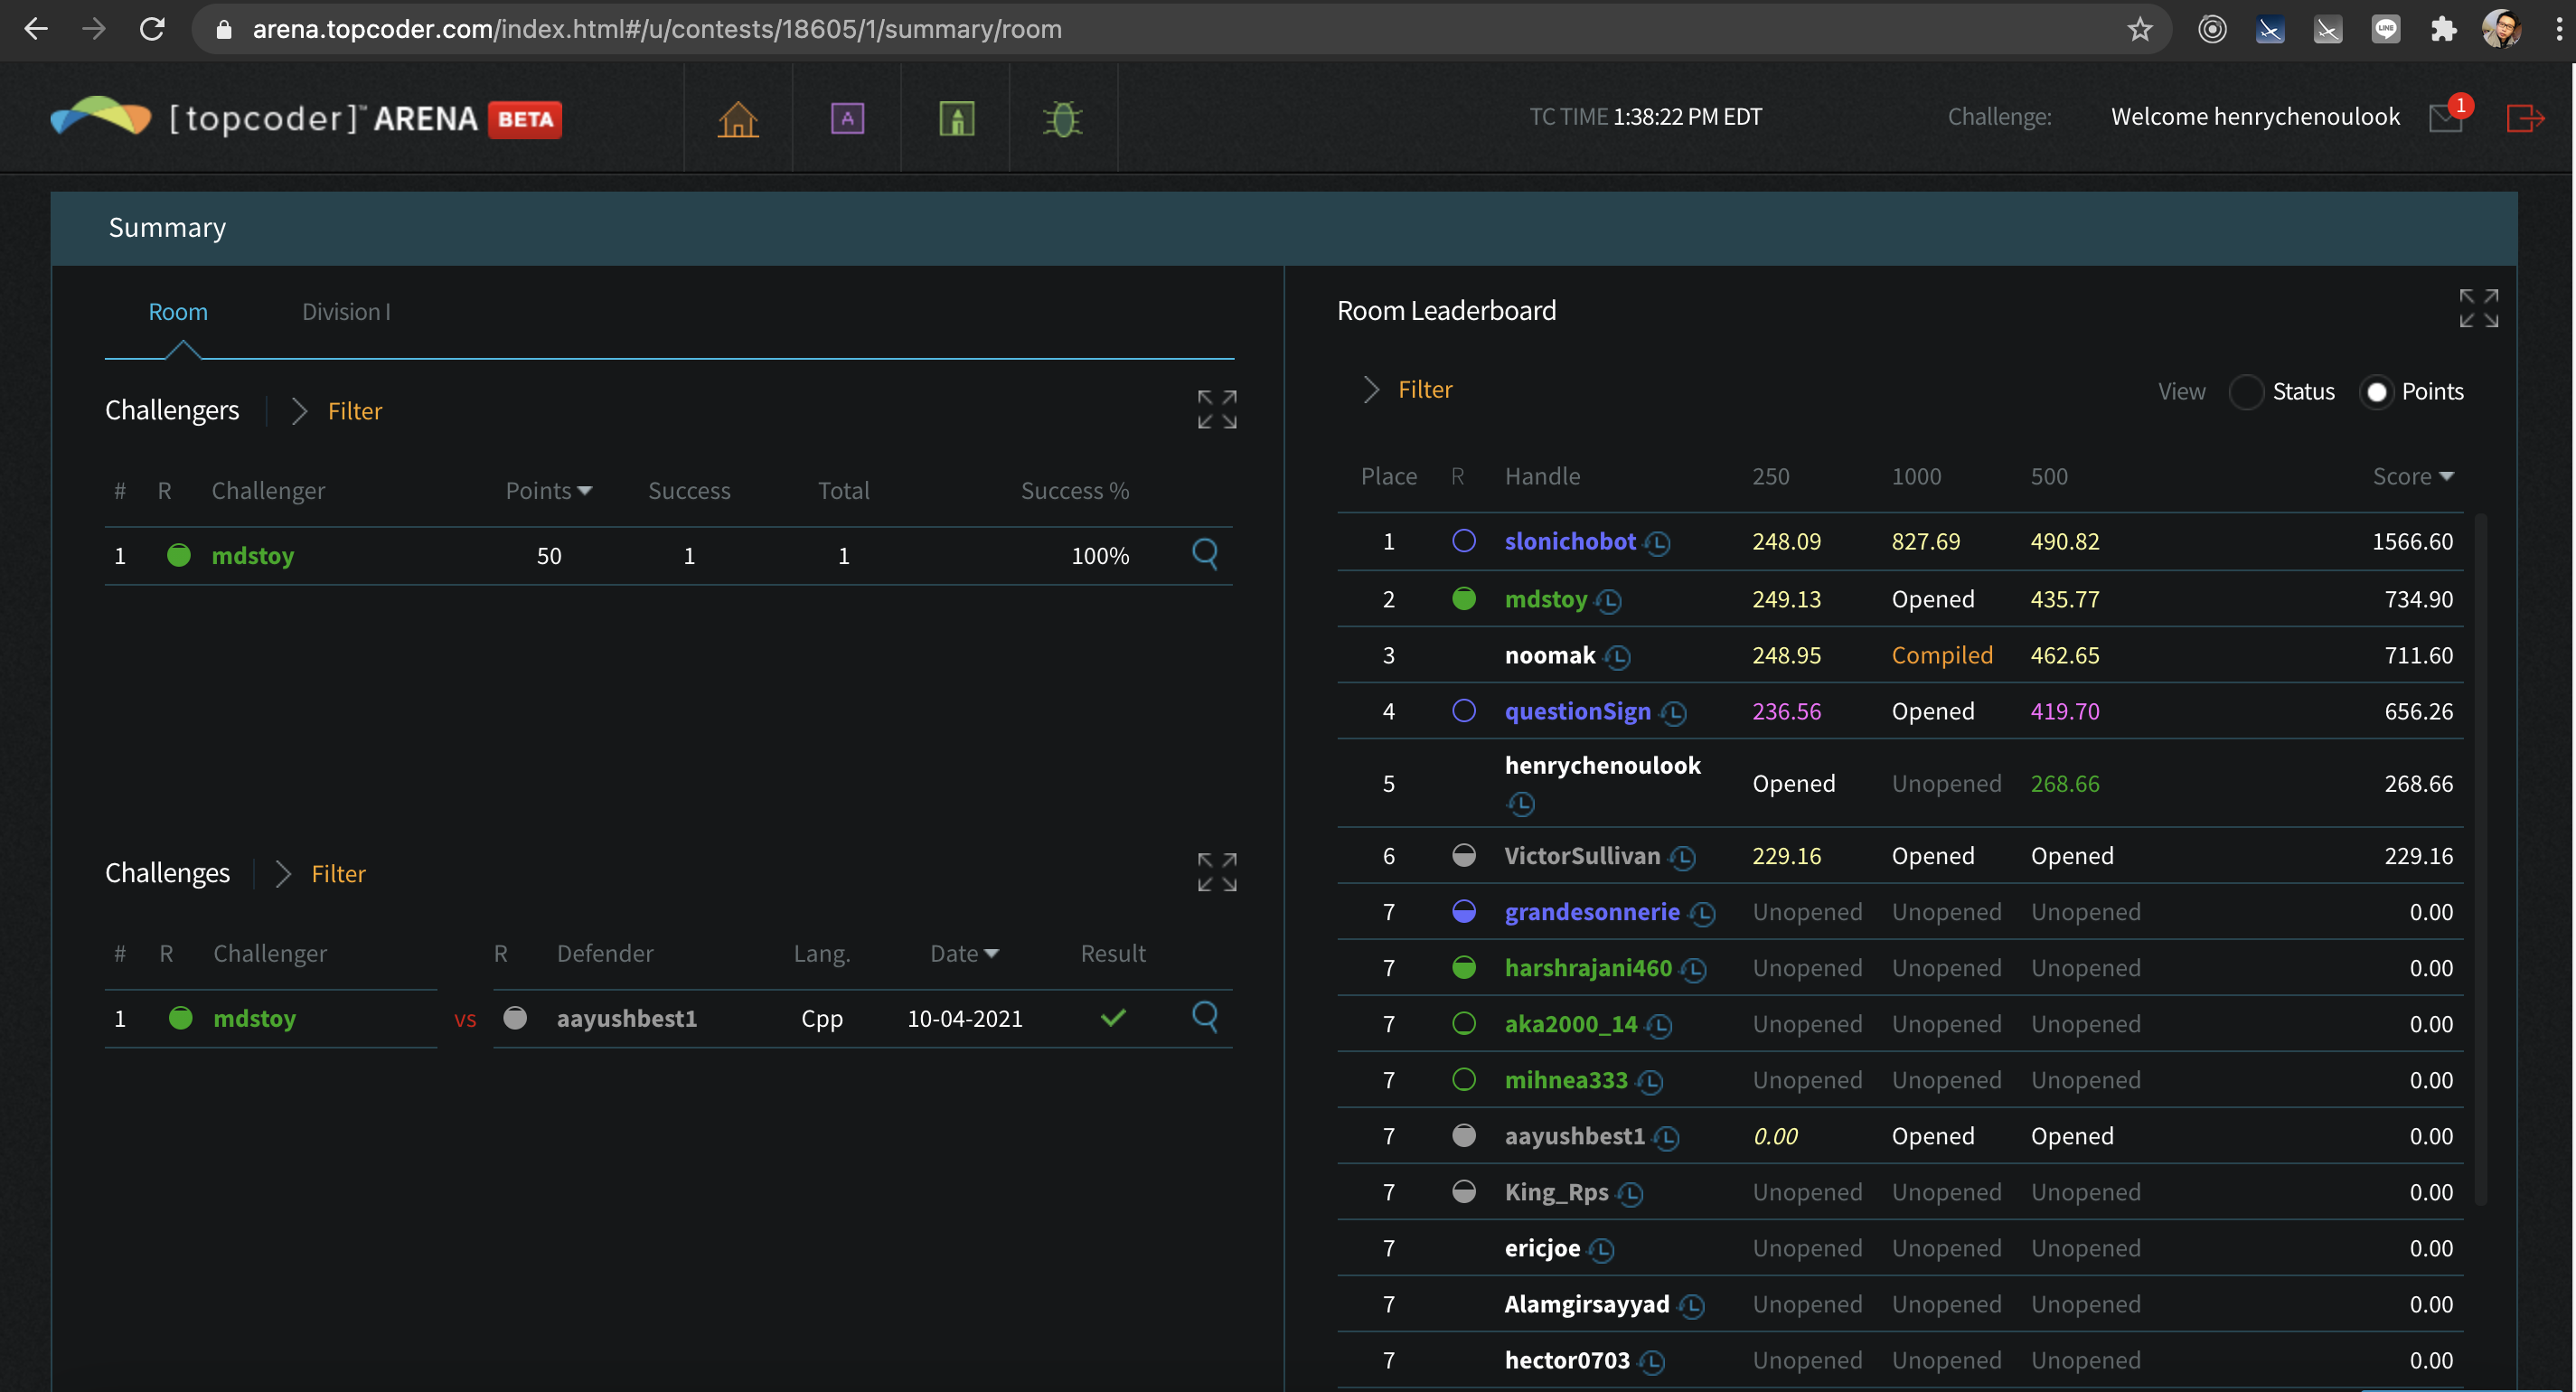 arena.topcoder.com/index.html#/u/contests/18605/1/summary/room
[topcoder]™ ARENA BETA
A
TC TIME 1:38:22 PM EDT
Challenge:
Welcome henrychenoulook
1
Summary
Room Division I
Challengers Filter
# R Challenger Points Success Total Success %
1 mdstoy 50 1 1 100%
Challenges Filter
# R Challenger R Defender Lang. Date Result
1 mdstoy vs aayushbest1 Cpp 10-04-2021
Room Leaderboard
Filter View Status Points
Place R Handle 250 1000 500 Score
1 slonichobot 248.09 827.69 490.82 1566.60
2 mdstoy 249.13 Opened 435.77 734.90
3 noomak 248.95 Compiled 462.65 711.60
4 questionSign 236.56 Opened 419.70 656.26
5 henrychenoulook Opened Unopened 268.66 268.66
6 VictorSullivan 229.16 Opened Opened 229.16
7 grandesonnerie Unopened Unopened Unopened 0.00
7 harshrajani460 Unopened Unopened Unopened 0.00
7 aka2000_14 Unopened Unopened Unopened 0.00
7 mihnea333 Unopened Unopened Unopened 0.00
7 aayushbest1 0.00 Opened Opened 0.00
7 King_Rps Unopened Unopened Unopened 0.00
7 ericjoe Unopened Unopened Unopened 0.00
7 Alamgirsayyad Unopened Unopened Unopened 0.00
7 hector0703 Unopened Unopened Unopened 0.00